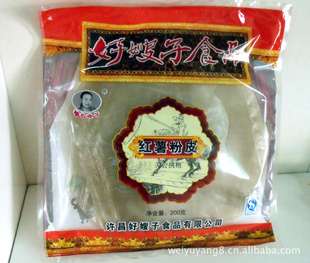 好嫂子食品
红薯粉皮
净含量：200克
许昌好嫂子食品有限公司
weiyuyang8.cn.alibaba.com